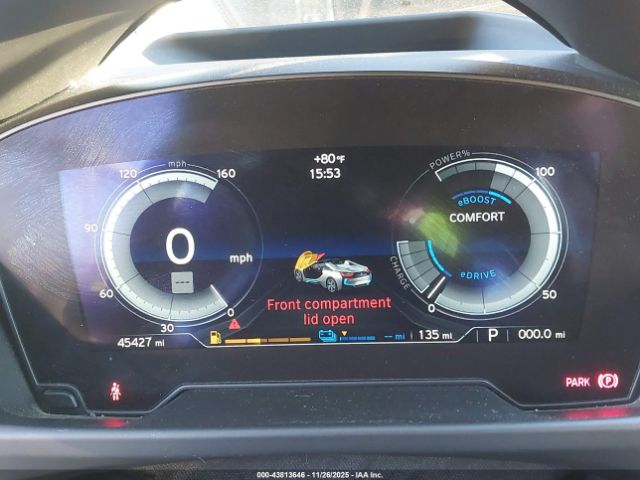 +80°F
15:53
mph
120
160
90
60
30
0
0
mph
---
POWER%
100
eBOOST
COMFORT
CHARGE
eDRIVE
50
0
Front compartment
lid open
45427 mi
-- mi
135 mi
P
000.0 mi
PARK
P
000-43813646 - 11/26/2025 - IAA Inc.